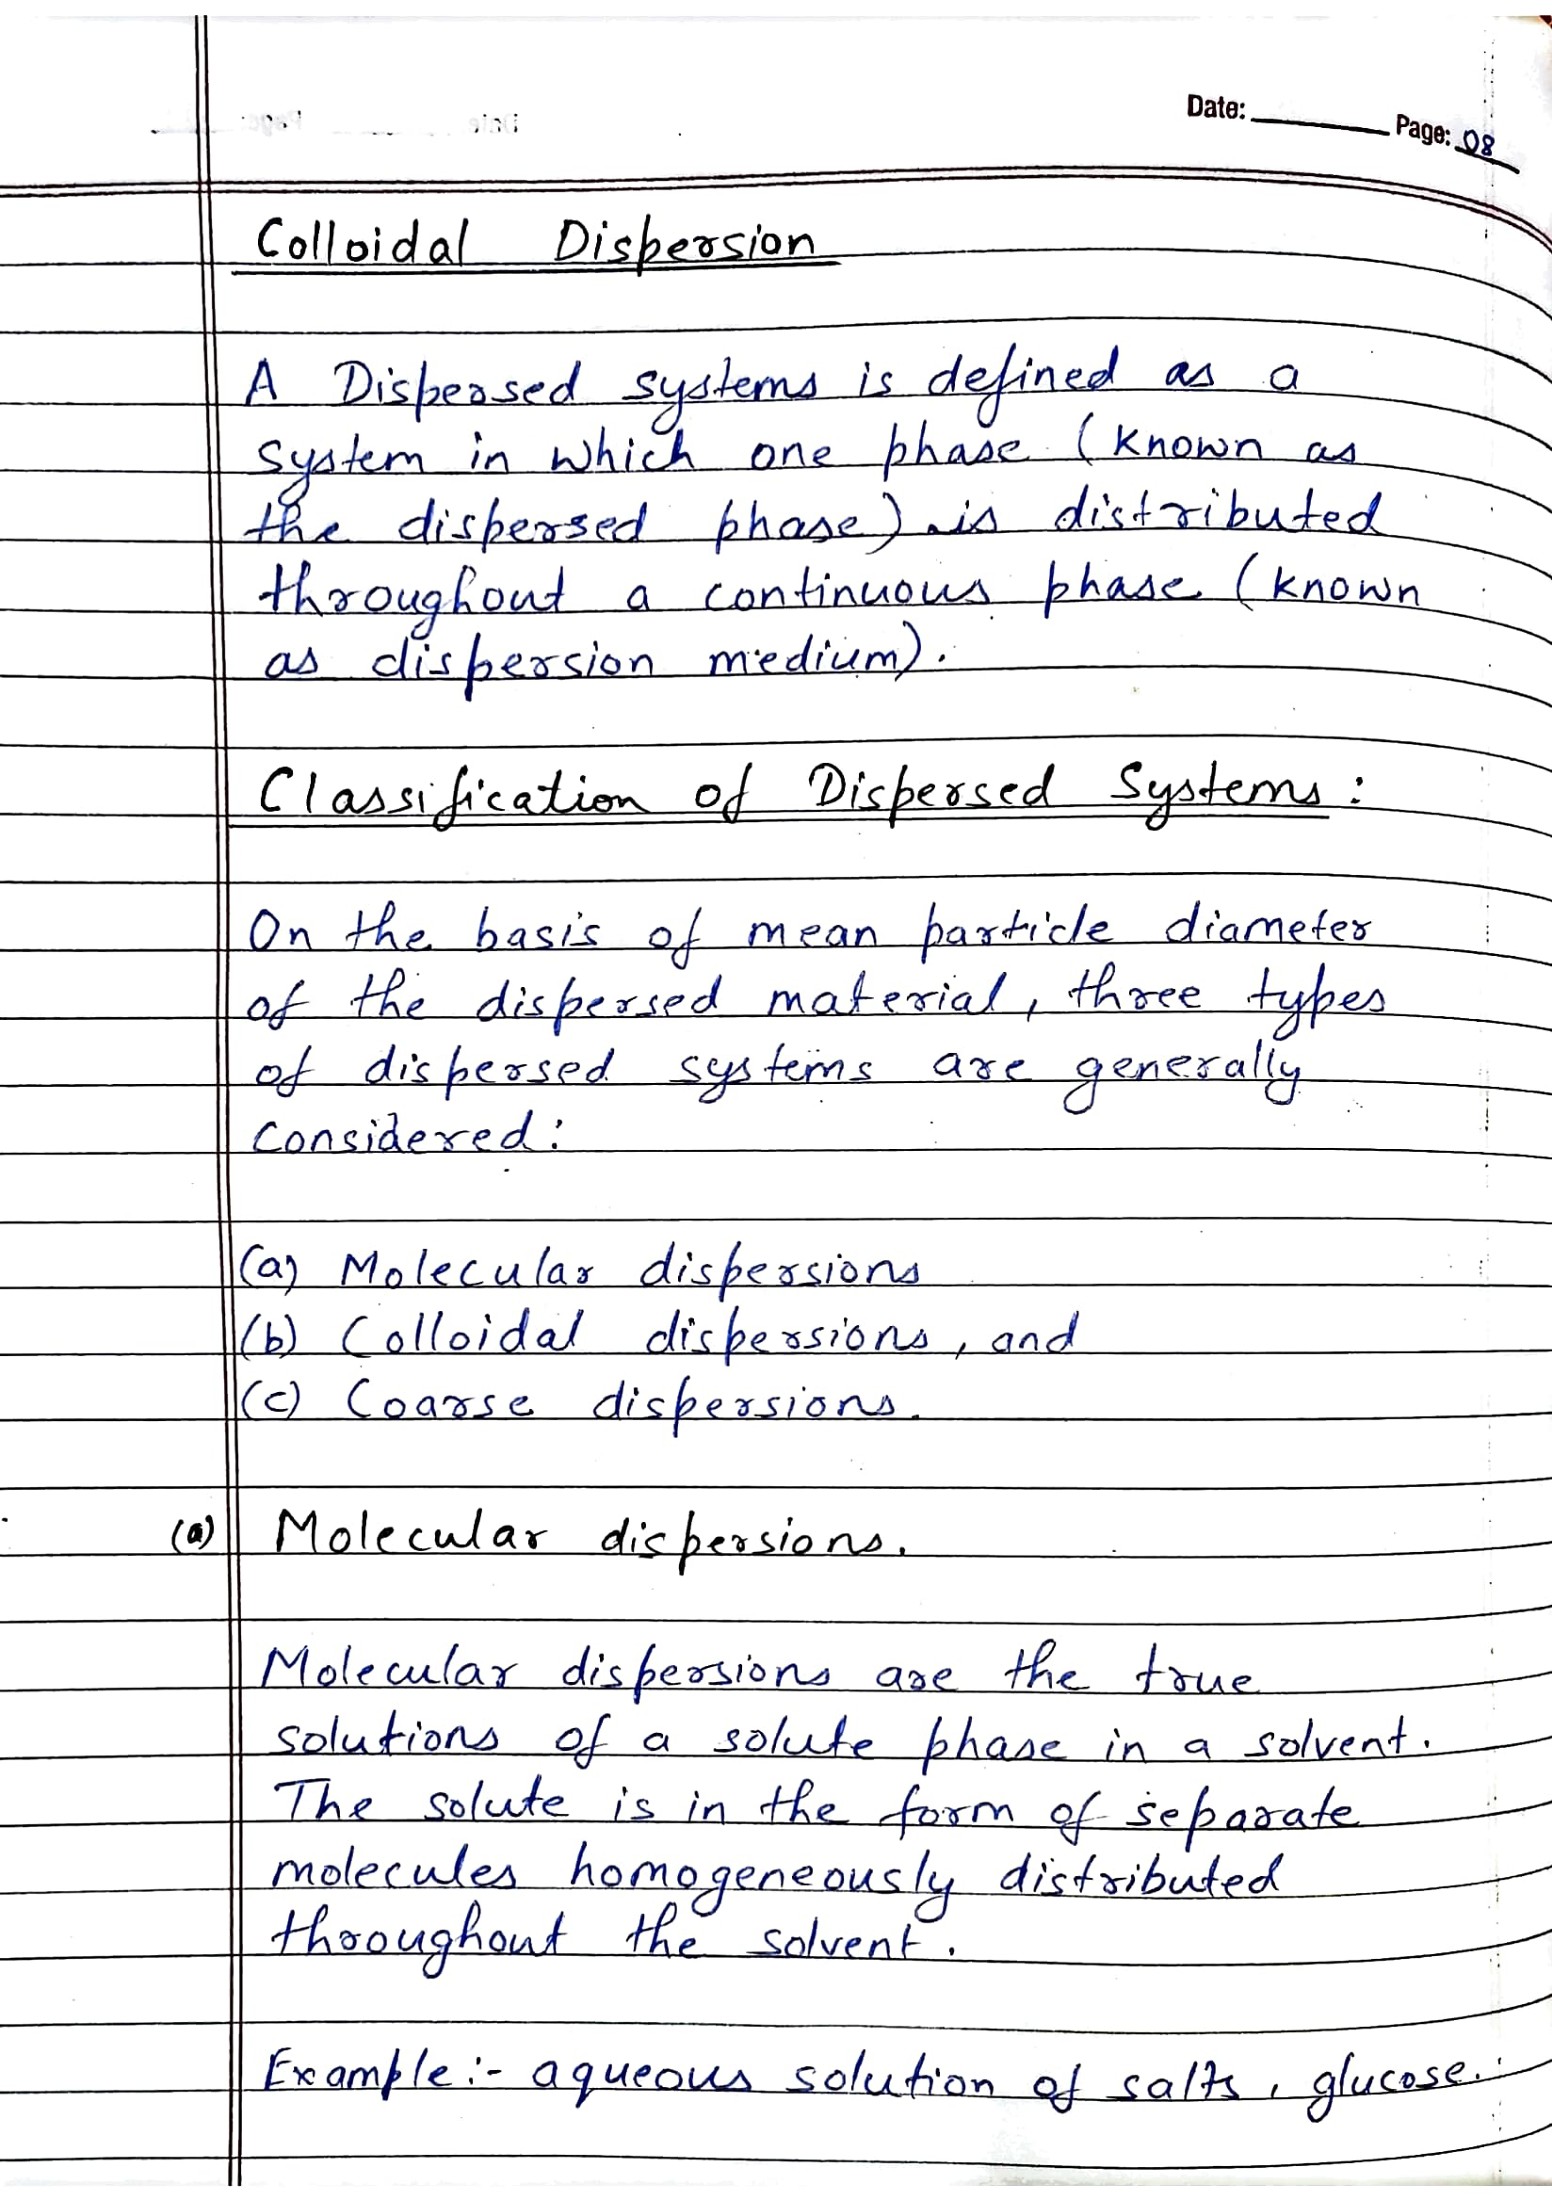 Date:
Page: 08
Colloidal Dispersion
A Dispersed systems is defined as a
system in which one phase (known as
the dispersed phase) is distributed
throughout a continuous phase (known
as dispersion medium).
Classification of Dispersed Systems:
On the basis of mean particle diameter
of the dispersed material, three types
of dispersed systems are generally
considered:
(a) Molecular dispersions
(b) Colloidal dispersions, and
(c) Coarse dispersions.
(a) Molecular dispersions.
Molecular dispersions are the true
solutions of a solute phase in a solvent.
The solute is in the form of separate
molecules homogeneously distributed
throughout the solvent.
Example:- aqueous solution of salts, glucose.